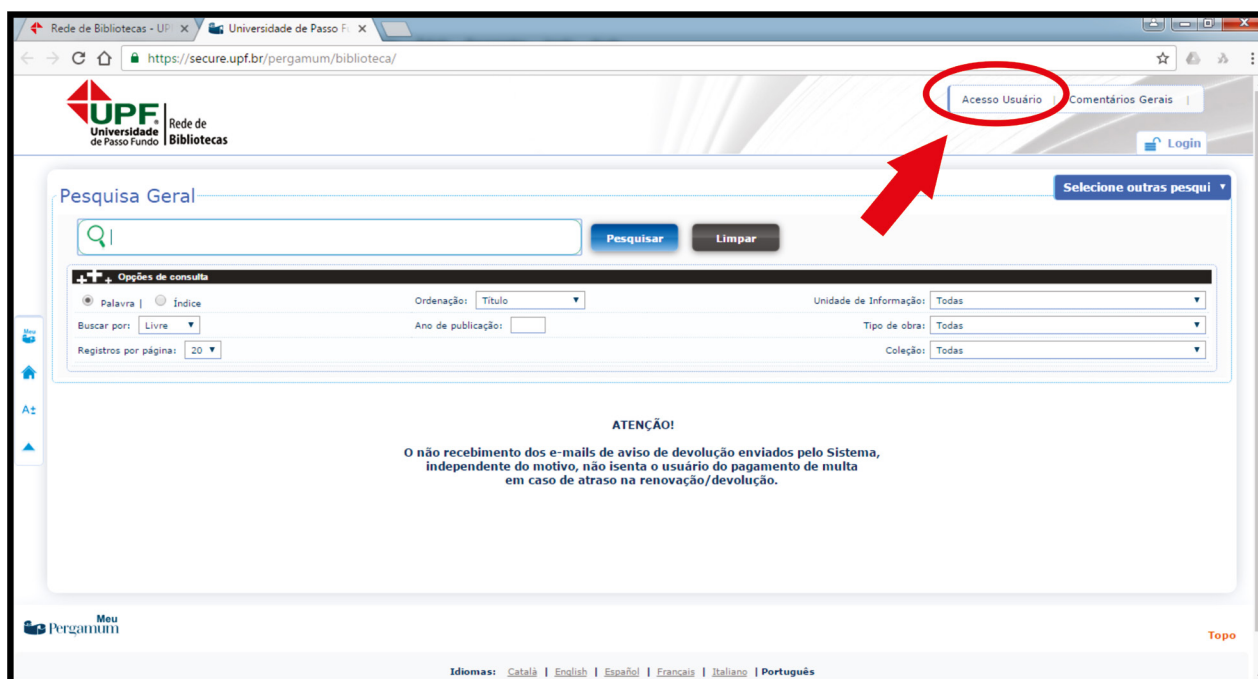 Rede de Bibliotecas - UP
Universidade de Passo F
https://secure.upf.br/pergamum/biblioteca/
UPF
Universidade
de Passo Fundo
Rede de
Bibliotecas
Acesso Usuário | Comentários Gerais |
Login
Pesquisa Geral
Selecione outras pesqui
Pesquisar
Limpar
Opções de consulta
Palavra | Índice
Ordenação: Título
Unidade de Informação: Todas
Buscar por: Livre
Ano de publicação:
Tipo de obra: Todas
Registros por página: 20
Coleção: Todas
Meu
A±
ATENÇÃO!
O não recebimento dos e-mails de aviso de devolução enviados pelo Sistema,
independente do motivo, não isenta o usuário do pagamento de multa
em caso de atraso na renovação/devolução.
Meu
Pergamum
Topo
Idiomas: Català | English | Español | Français | Italiano | Português